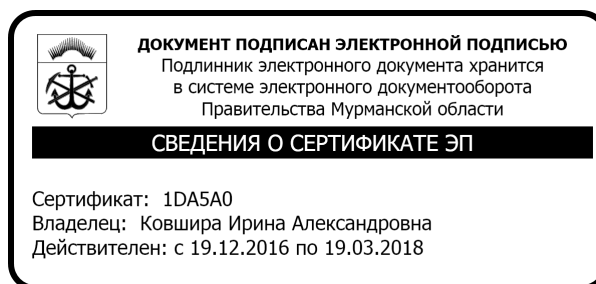 ДОКУМЕНТ ПОДПИСАН ЭЛЕКТРОННОЙ ПОДПИСЬЮ
Подлинник электронного документа хранится
в системе электронного документооборота
Правительства Мурманской области
СВЕДЕНИЯ О СЕРТИФИКАТЕ ЭП
Сертификат: 1DA5A0
Владелец: Ковшира Ирина Александровна
Действителен: с 19.12.2016 по 19.03.2018